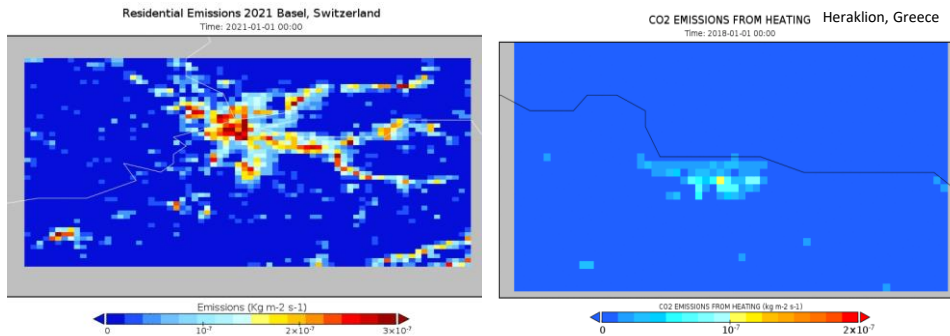 Residential Emissions 2021 Basel, Switzerland
Time: 2021-01-01 00:00
Emissions (Kg m-2 s-1)
0 10⁻⁷ 2×10⁻⁷ 3×10⁻⁷
CO2 EMISSIONS FROM HEATING Heraklion, Greece
Time: 2018-01-01 00:00
CO2 EMISSIONS FROM HEATING (kg m-2 s-1)
0 10⁻⁷ 2×10⁻⁷